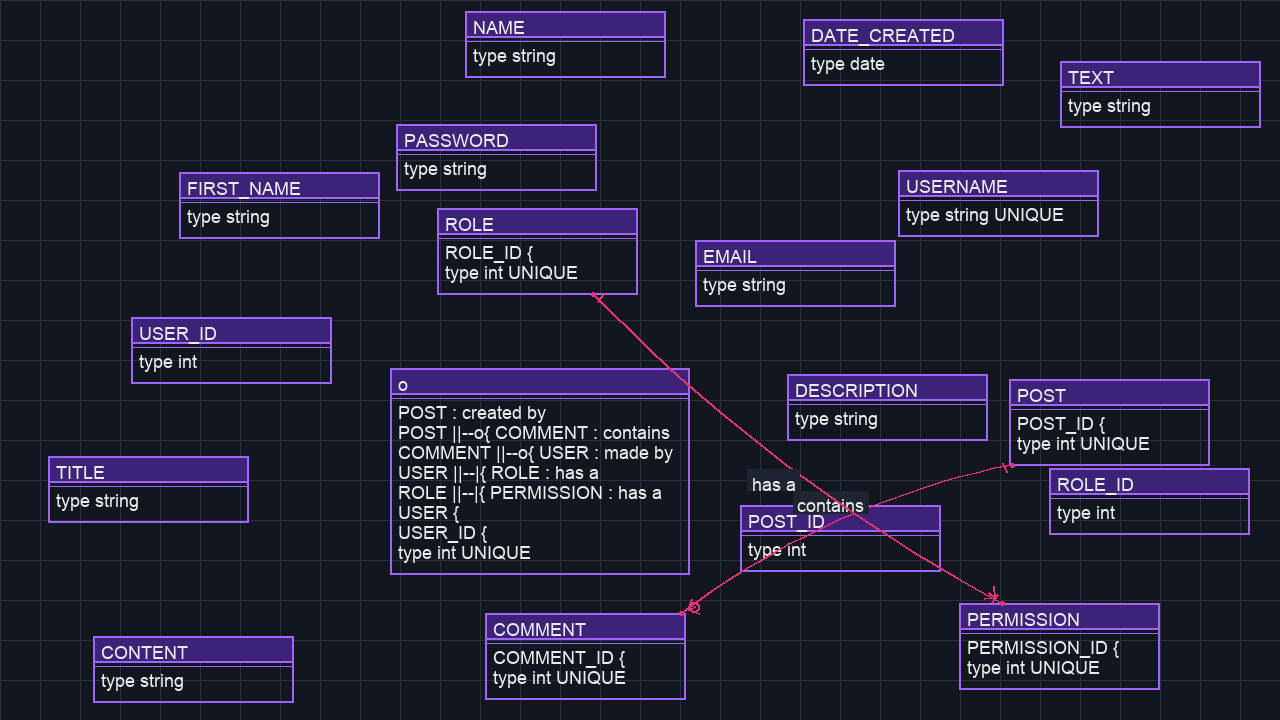 NAME
type string
DATE_CREATED
type date
TEXT
type string
PASSWORD
type string
FIRST_NAME
type string
USERNAME
type string UNIQUE
ROLE
ROLE_ID {
type int UNIQUE
EMAIL
type string
USER_ID
type int
o
POST : created by
POST ||--o{ COMMENT : contains
COMMENT ||--o{ USER : made by
USER ||--|{ ROLE : has a
ROLE ||--|{ PERMISSION : has a
USER {
USER_ID {
type int UNIQUE
DESCRIPTION
type string
POST
POST_ID {
type int UNIQUE
TITLE
type string
has a
contains
ROLE_ID
type int
POST_ID
type int
COMMENT
COMMENT_ID {
type int UNIQUE
PERMISSION
PERMISSION_ID {
type int UNIQUE
CONTENT
type string